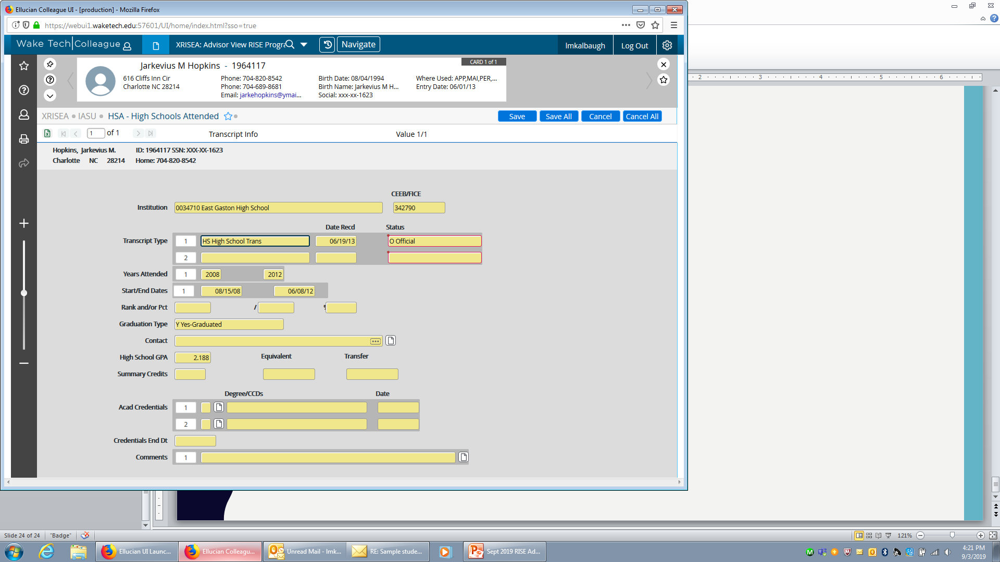 Ellucian Colleague UI - [production] - Mozilla Firefox
https://webui1.waketech.edu:57601/UI/home/index.html?sso=true
Wake Tech Colleague
XRISEA: Advisor View RISE Progra
Navigate
lmkalbaugh
Log Out
Jarkevius M Hopkins - 1964117
CARD 1 of 1
616 Cliffs Inn Cir
Charlotte NC 28214
Phone: 704-820-8542
Phone: 704-689-8681
Email: jarkehopkins@ymai...
Birth Date: 08/04/1994
Birth Name: Jarkevius M H...
Social: xxx-xx-1623
Where Used: APP,MAI,PER,...
Entry Date: 06/01/13
XRISEA IASU HSA - High Schools Attended
Save
Save All
Cancel
Cancel All
1 of 1
Transcript Info
Value 1/1
Hopkins, Jarkevius M. ID: 1964117 SSN: XXX-XX-1623
Charlotte NC 28214 Home: 704-820-8542
CEEB/FICE
Institution 0034710 East Gaston High School 342790
Date Recd Status
Transcript Type 1 HS High School Trans 06/19/13 O Official
2
Years Attended 1 2008 2012
Start/End Dates 1 08/15/08 06/08/12
Rank and/or Pct /
Graduation Type Y Yes-Graduated
Contact
High School GPA 2.188 Equivalent Transfer
Summary Credits
Degree/CCDs Date
Acad Credentials 1
2
Credentials End Dt
Comments 1
2 3 4 5 6
Slide 24 of 24 "Badge"
121%
Ellucian UI Launc...
Ellucian Colleagu...
Unread Mail - lmk...
RE: Sample stude...
Sept 2019 RISE Ad...
4:21 PM
9/3/2019